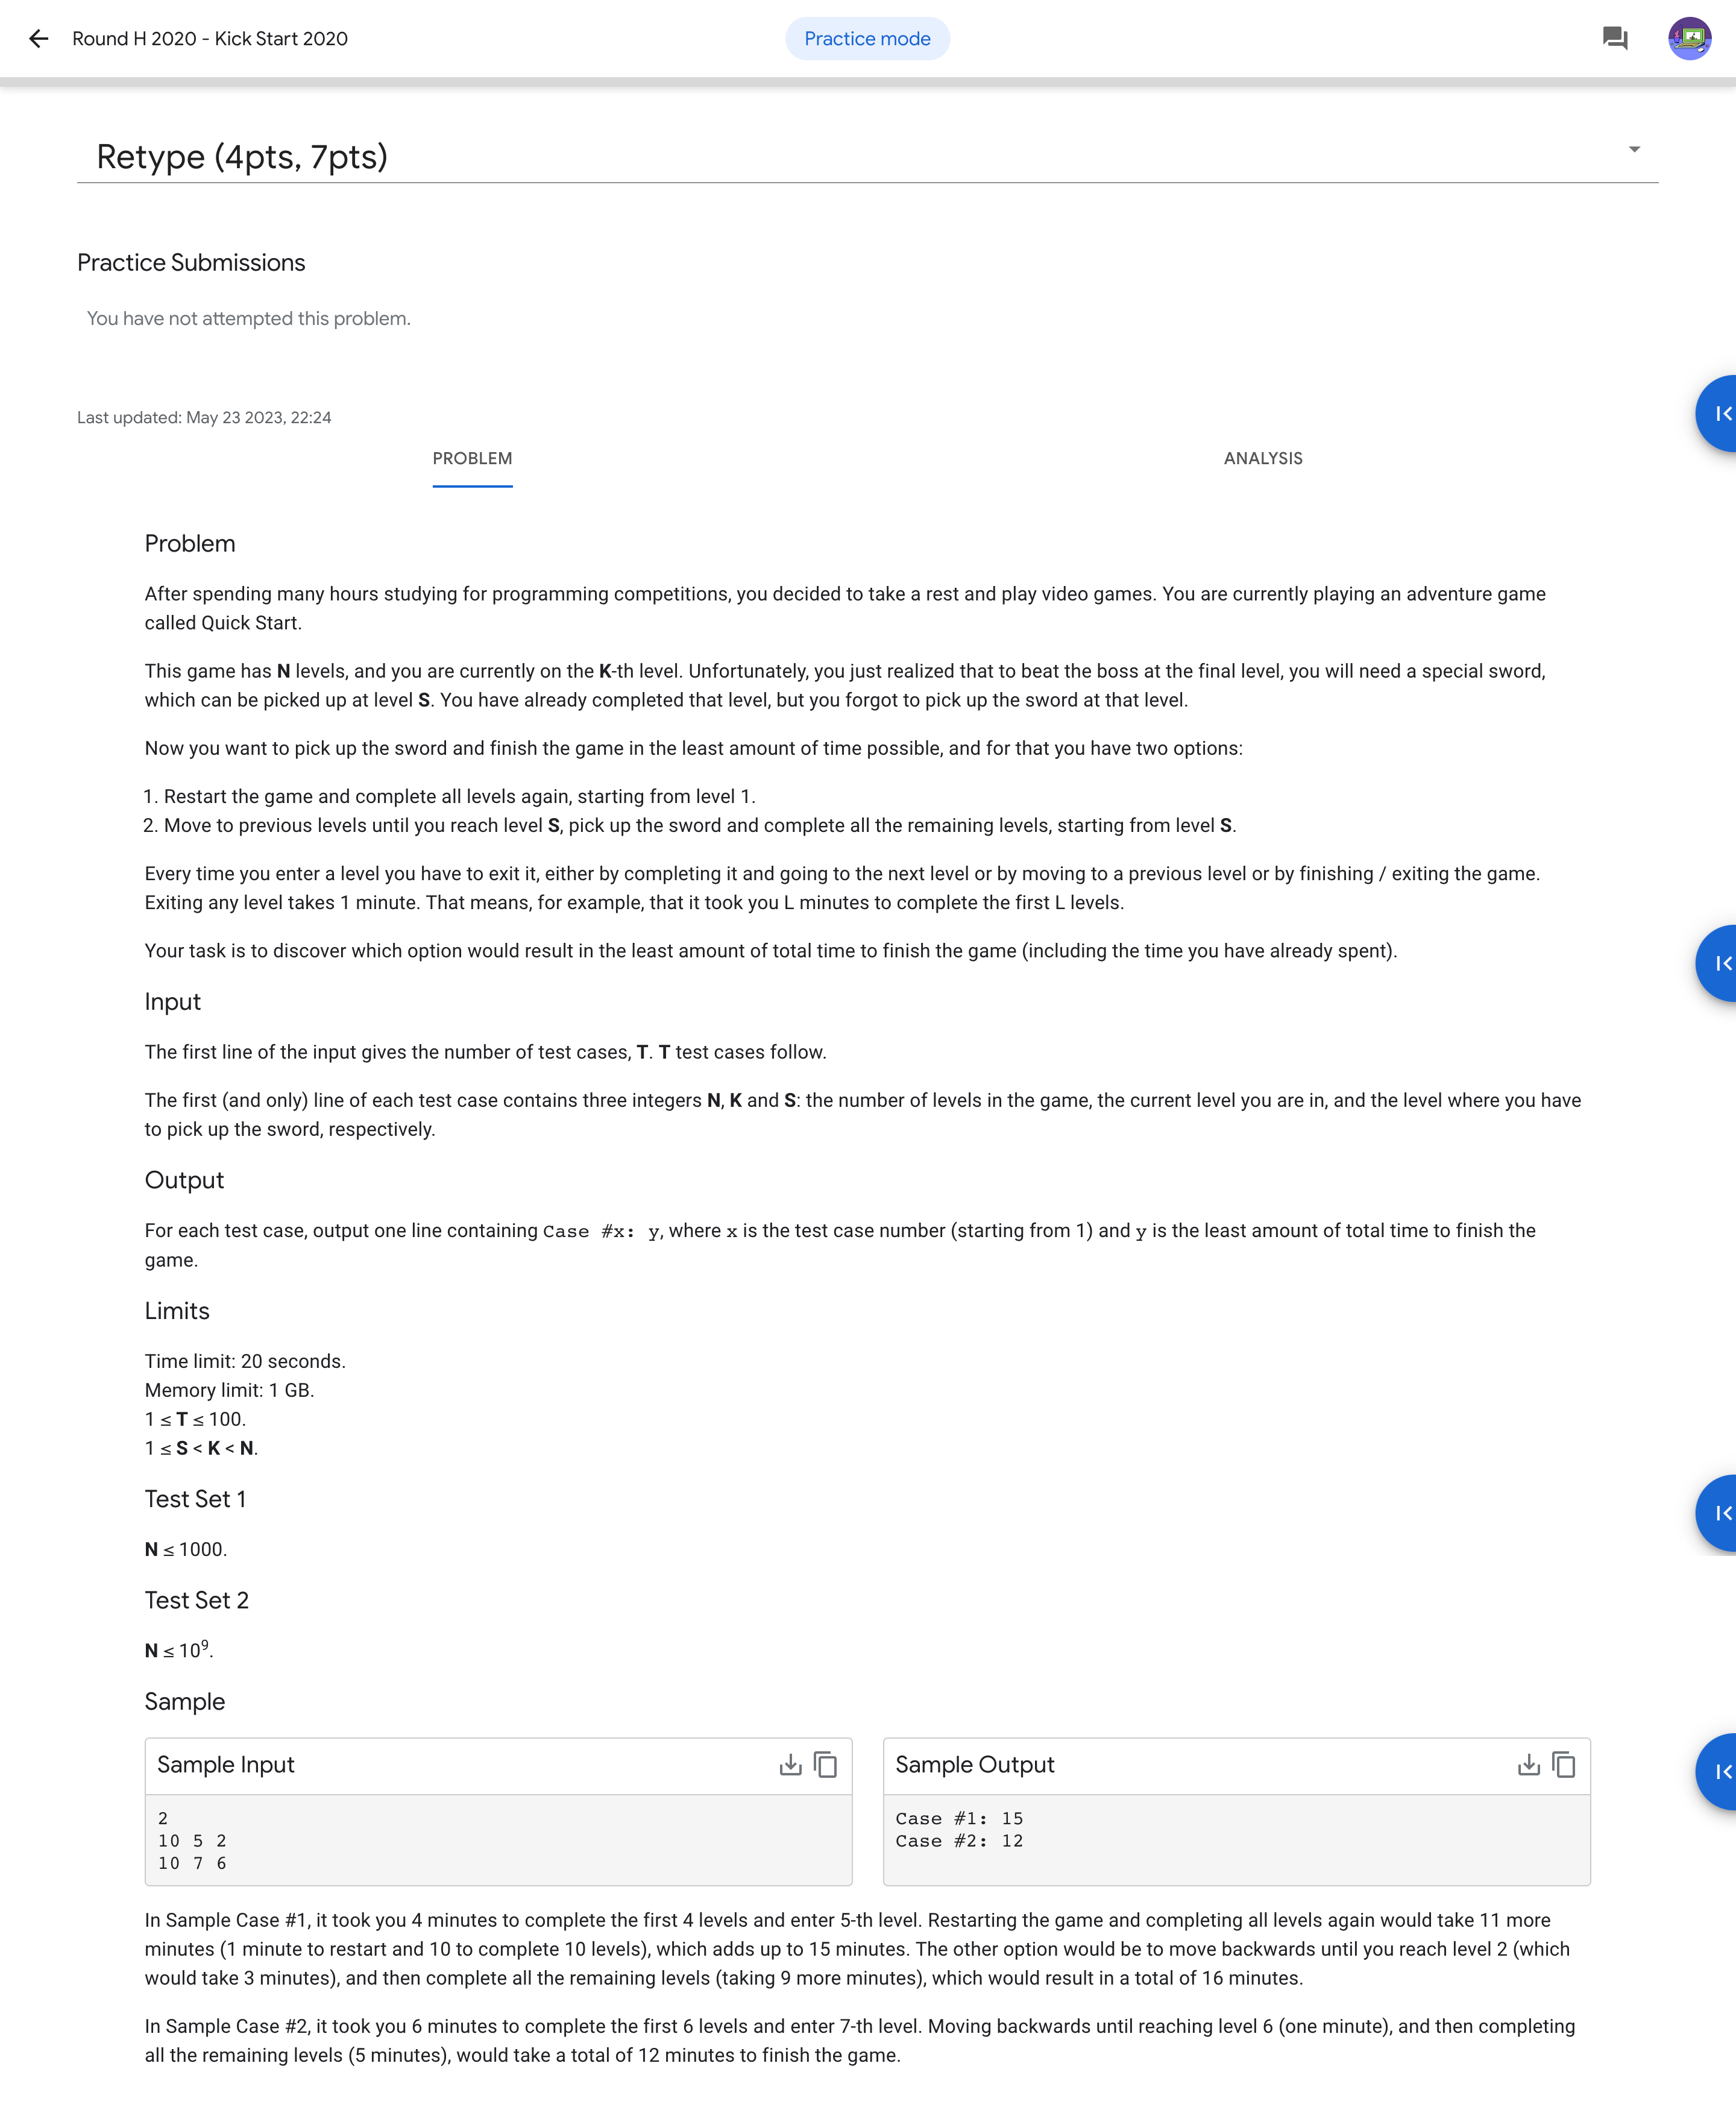 Round H 2020 - Kick Start 2020
Practice mode
Retype (4pts, 7pts)
Practice Submissions
You have not attempted this problem.
Last updated: May 23 2023, 22:24
PROBLEM
ANALYSIS
Problem
After spending many hours studying for programming competitions, you decided to take a rest and play video games. You are currently playing an adventure game
called Quick Start.
This game has N levels, and you are currently on the K-th level. Unfortunately, you just realized that to beat the boss at the final level, you will need a special sword,
which can be picked up at level S. You have already completed that level, but you forgot to pick up the sword at that level.
Now you want to pick up the sword and finish the game in the least amount of time possible, and for that you have two options:
1. Restart the game and complete all levels again, starting from level 1.
2. Move to previous levels until you reach level S, pick up the sword and complete all the remaining levels, starting from level S.
Every time you enter a level you have to exit it, either by completing it and going to the next level or by moving to a previous level or by finishing / exiting the game.
Exiting any level takes 1 minute. That means, for example, that it took you L minutes to complete the first L levels.
Your task is to discover which option would result in the least amount of total time to finish the game (including the time you have already spent).
Input
The first line of the input gives the number of test cases, T. T test cases follow.
The first (and only) line of each test case contains three integers N, K and S: the number of levels in the game, the current level you are in, and the level where you have
to pick up the sword, respectively.
Output
For each test case, output one line containing Case #x: y, where x is the test case number (starting from 1) and y is the least amount of total time to finish the
game.
Limits
Time limit: 20 seconds.
Memory limit: 1 GB.
1 ≤ T ≤ 100.
1 ≤ S < K < N.
Test Set 1
N ≤ 1000.
Test Set 2
N ≤ 10⁹.
Sample
Sample Input
2
10 5 2
10 7 6
Sample Output
Case #1: 15
Case #2: 12
In Sample Case #1, it took you 4 minutes to complete the first 4 levels and enter 5-th level. Restarting the game and completing all levels again would take 11 more
minutes (1 minute to restart and 10 to complete 10 levels), which adds up to 15 minutes. The other option would be to move backwards until you reach level 2 (which
would take 3 minutes), and then complete all the remaining levels (taking 9 more minutes), which would result in a total of 16 minutes.
In Sample Case #2, it took you 6 minutes to complete the first 6 levels and enter 7-th level. Moving backwards until reaching level 6 (one minute), and then completing
all the remaining levels (5 minutes), would take a total of 12 minutes to finish the game.